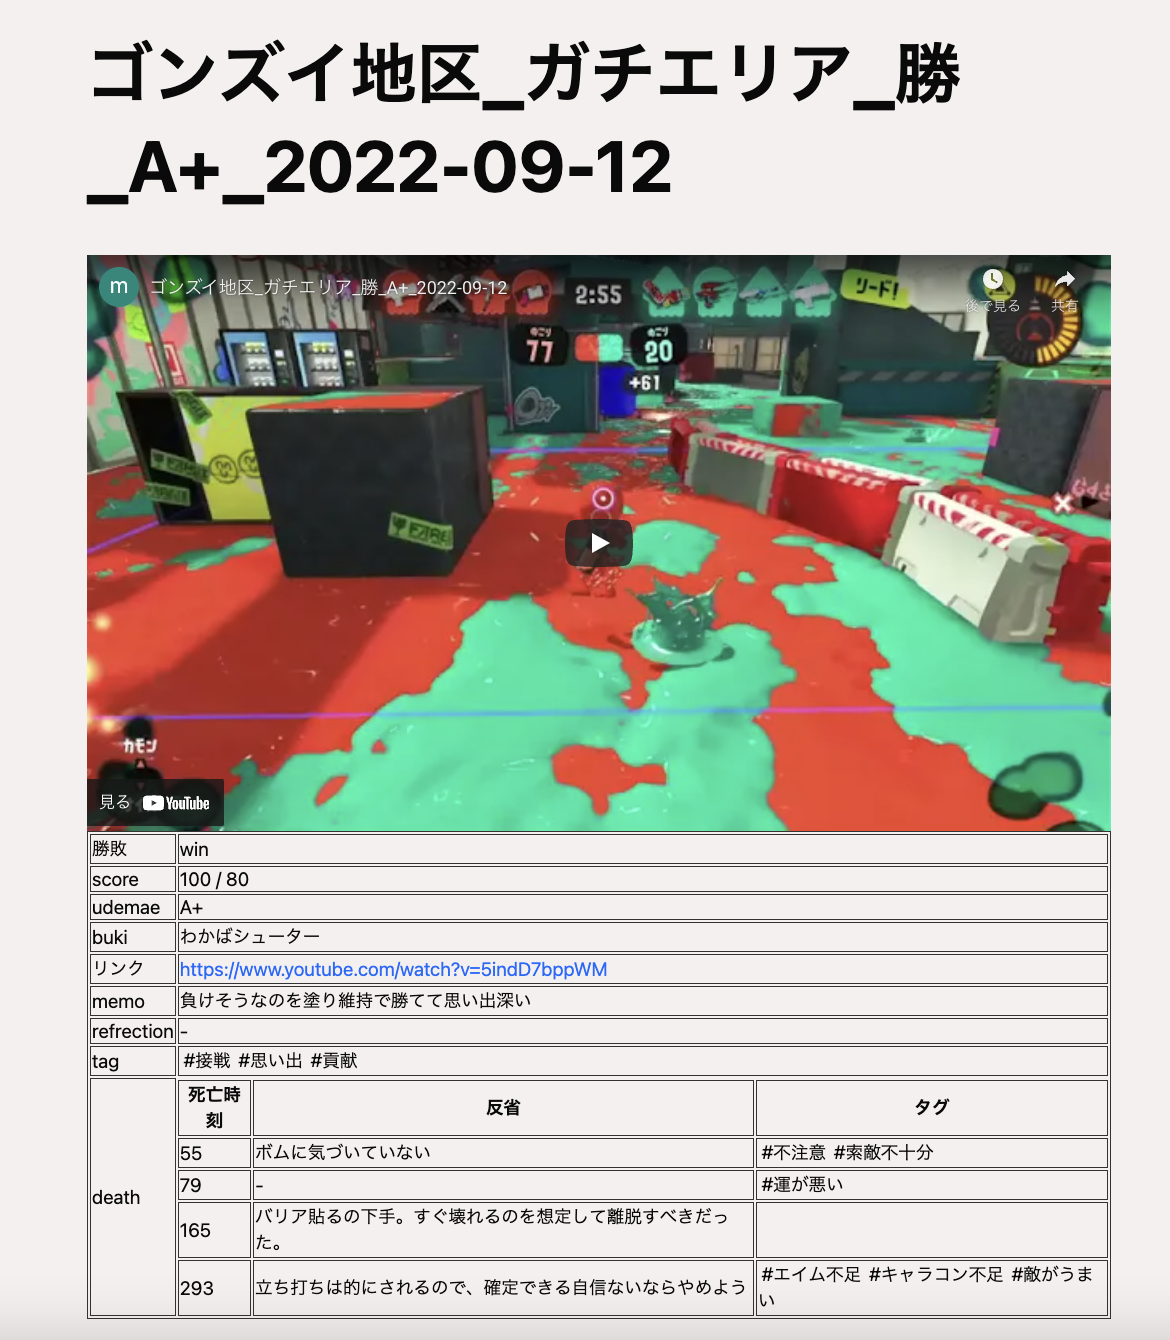 ゴンズイ地区_ガチエリア_勝
_A+_2022-09-12
m ゴンズイ地区_ガチエリア_勝_A+_2022-09-12
2:55
リード!
後で見る 共有
のこり 77
のこり 20
+61
カモン
見る YouTube
勝敗 win
score 100 / 80
udemae A+
buki わかばシューター
リンク https://www.youtube.com/watch?v=5indD7bppWM
memo 負けそうなのを塗り維持で勝てて思い出深い
refrection -
tag #接戦 #思い出 #貢献
death
死亡時
刻
反省 タグ
55 ボムに気づいていない #不注意 #索敵不十分
79 - #運が悪い
165 バリア貼るの下手。すぐ壊れるのを想定して離脱すべきだっ
た。
293 立ち打ちは的にされるので、確定できる自信ないならやめよう #エイム不足 #キャラコン不足 #敵がうま
い